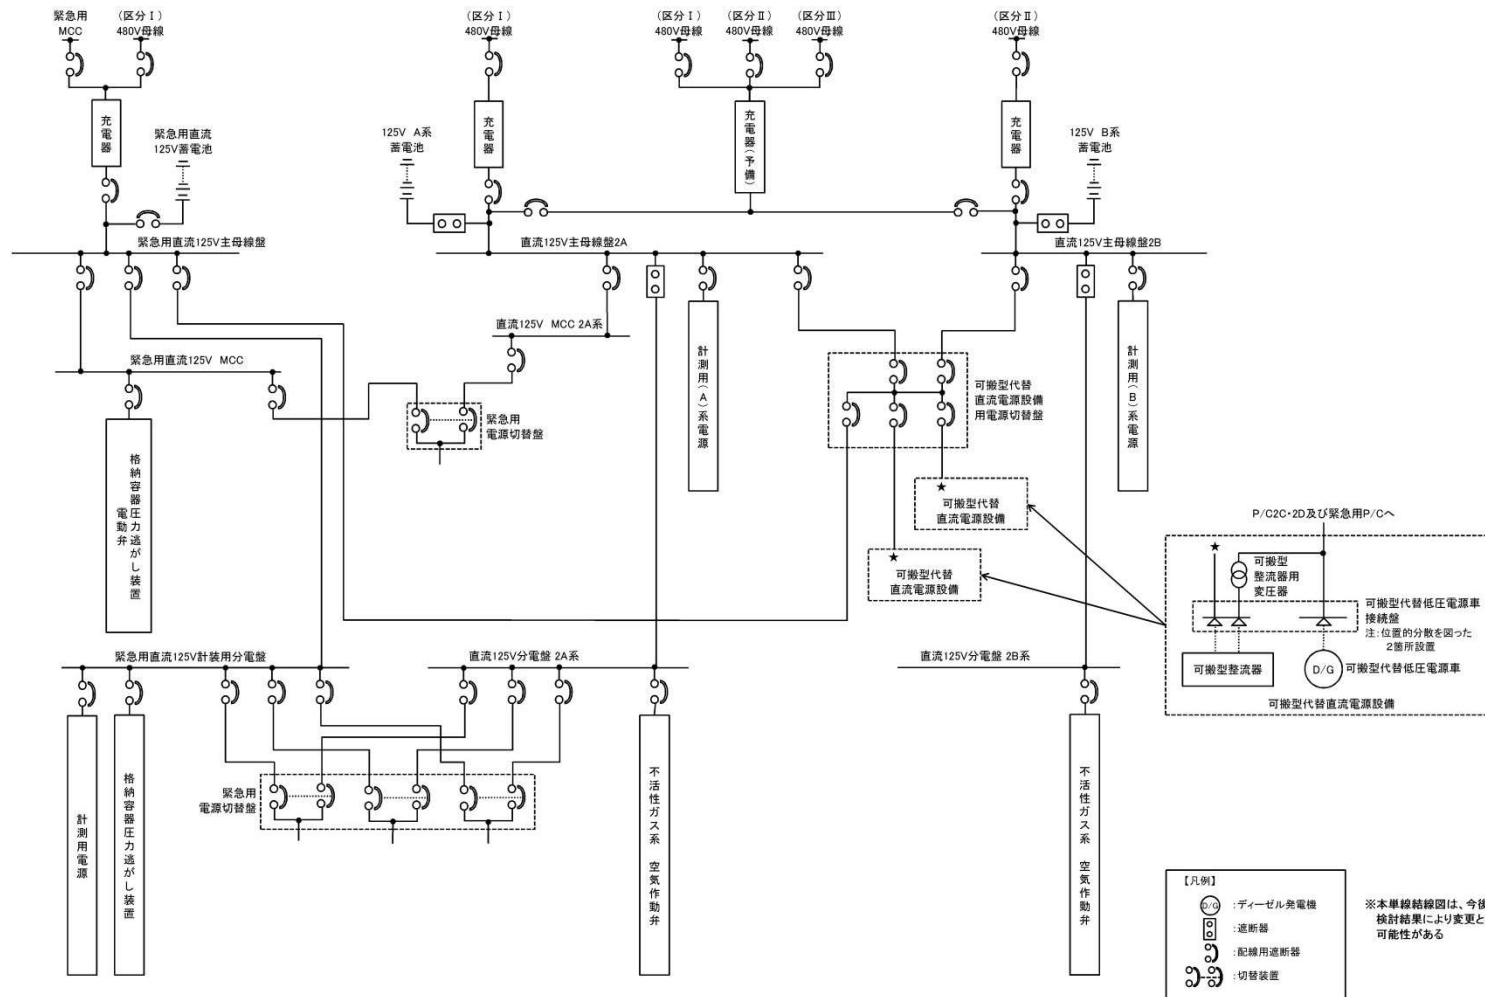 緊急用
MCC
(区分Ⅰ)
480V母線
(区分Ⅰ)
480V母線
(区分Ⅰ)
480V母線
(区分Ⅱ)
480V母線
(区分Ⅲ)
480V母線
(区分Ⅱ)
480V母線
充電器
緊急用直流
125V蓄電池
125V A系
蓄電池
充電器
充電器(予備)
充電器
125V B系
蓄電池
緊急用直流125V主母線盤
直流125V主母線盤2A
直流125V主母線盤2B
直流125V MCC 2A系
緊急用直流125V MCC
緊急用
電源切替盤
計測用(A)系電源
可搬型代替
直流電源設備
用電源切替盤
計測用(B)系電源
格納容器圧力逃がし装置
電動弁
★
可搬型代替
直流電源設備
★
可搬型代替
直流電源設備
P/C2C・2D及び緊急用P/Cへ
★
可搬型
整流器用
変圧器
可搬型代替低圧電源車
接続盤
注:位置的分散を図った
2箇所設置
可搬型整流器
D/G
可搬型代替低圧電源車
可搬型代替直流電源設備
緊急用直流125V計装用分電盤
直流125V分電盤 2A系
直流125V分電盤 2B系
緊急用
電源切替盤
計測用電源
格納容器圧力逃がし装置
不活性ガス系 空気作動弁
不活性ガス系 空気作動弁
【凡例】
D/G :ディーゼル発電機
:遮断器
:配線用遮断器
:切替装置
※本単線結線図は、今後
検討結果により変更と
可能性がある